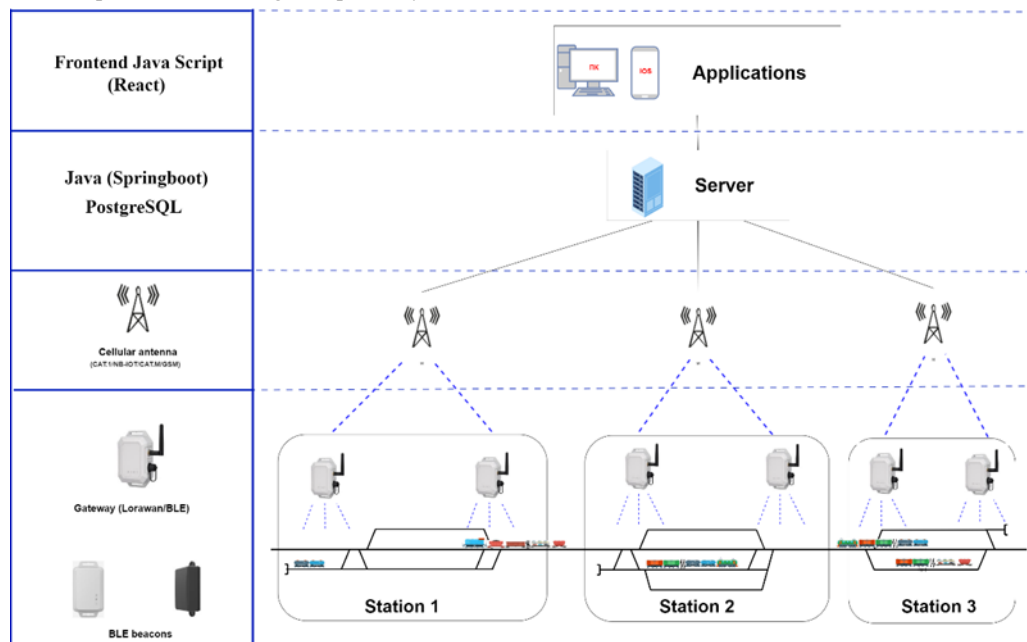 Frontend Java Script
(React)
ПК
IOS
Applications
Java (Springboot)
PostgreSQL
Server
Cellular antenna
(CAT.1/NB-IOT/CAT.M/GSM)
Gateway (Lorawan/BLE)
BLE beacons
Station 1
Station 2
Station 3